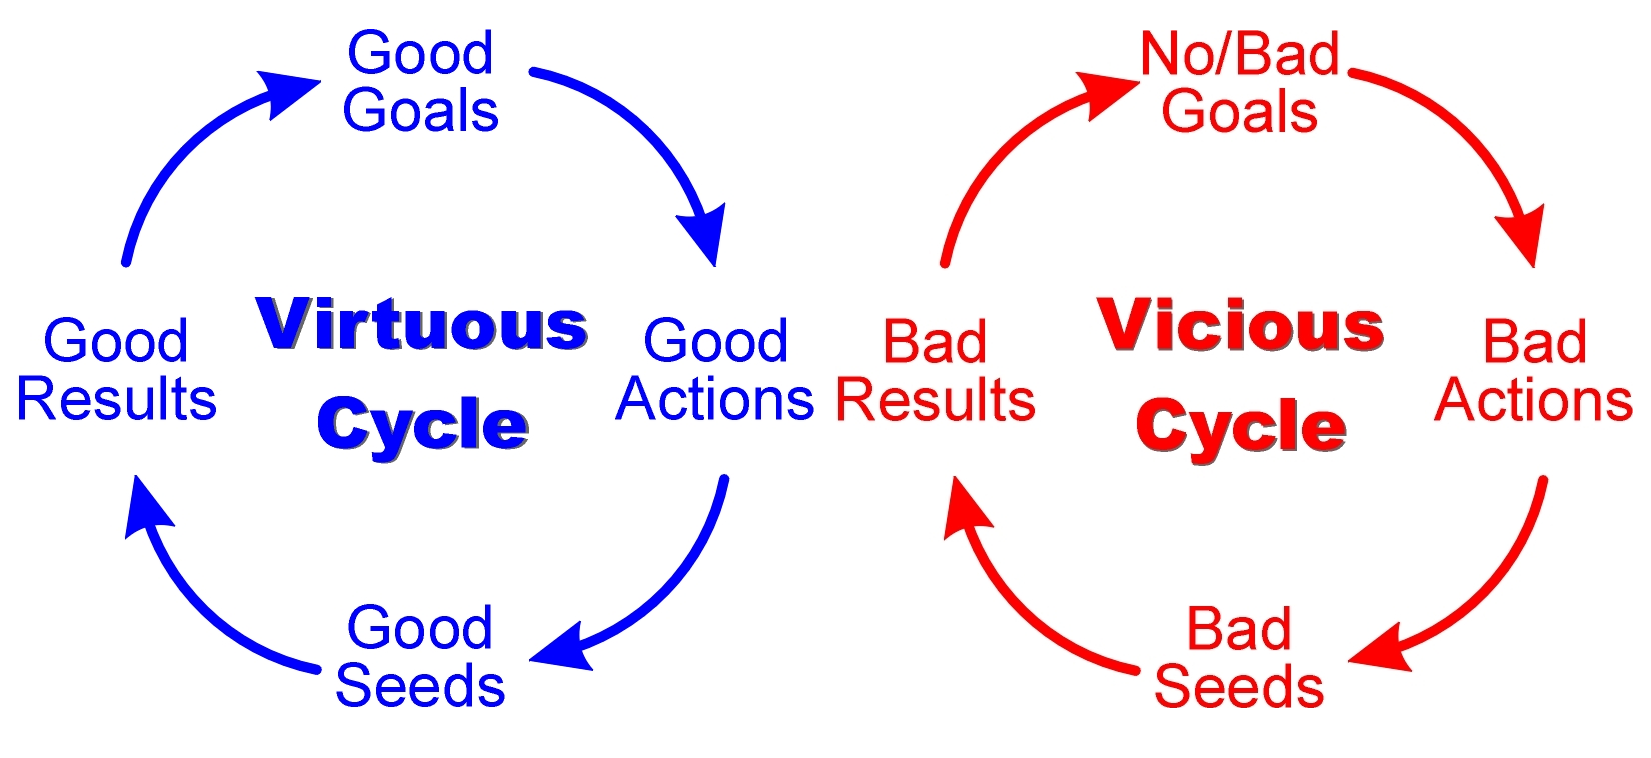 Good
Goals
Good
Actions
Good
Seeds
Good
Results
Virtuous
Cycle
No/Bad
Goals
Bad
Actions
Bad
Seeds
Bad
Results
Vicious
Cycle